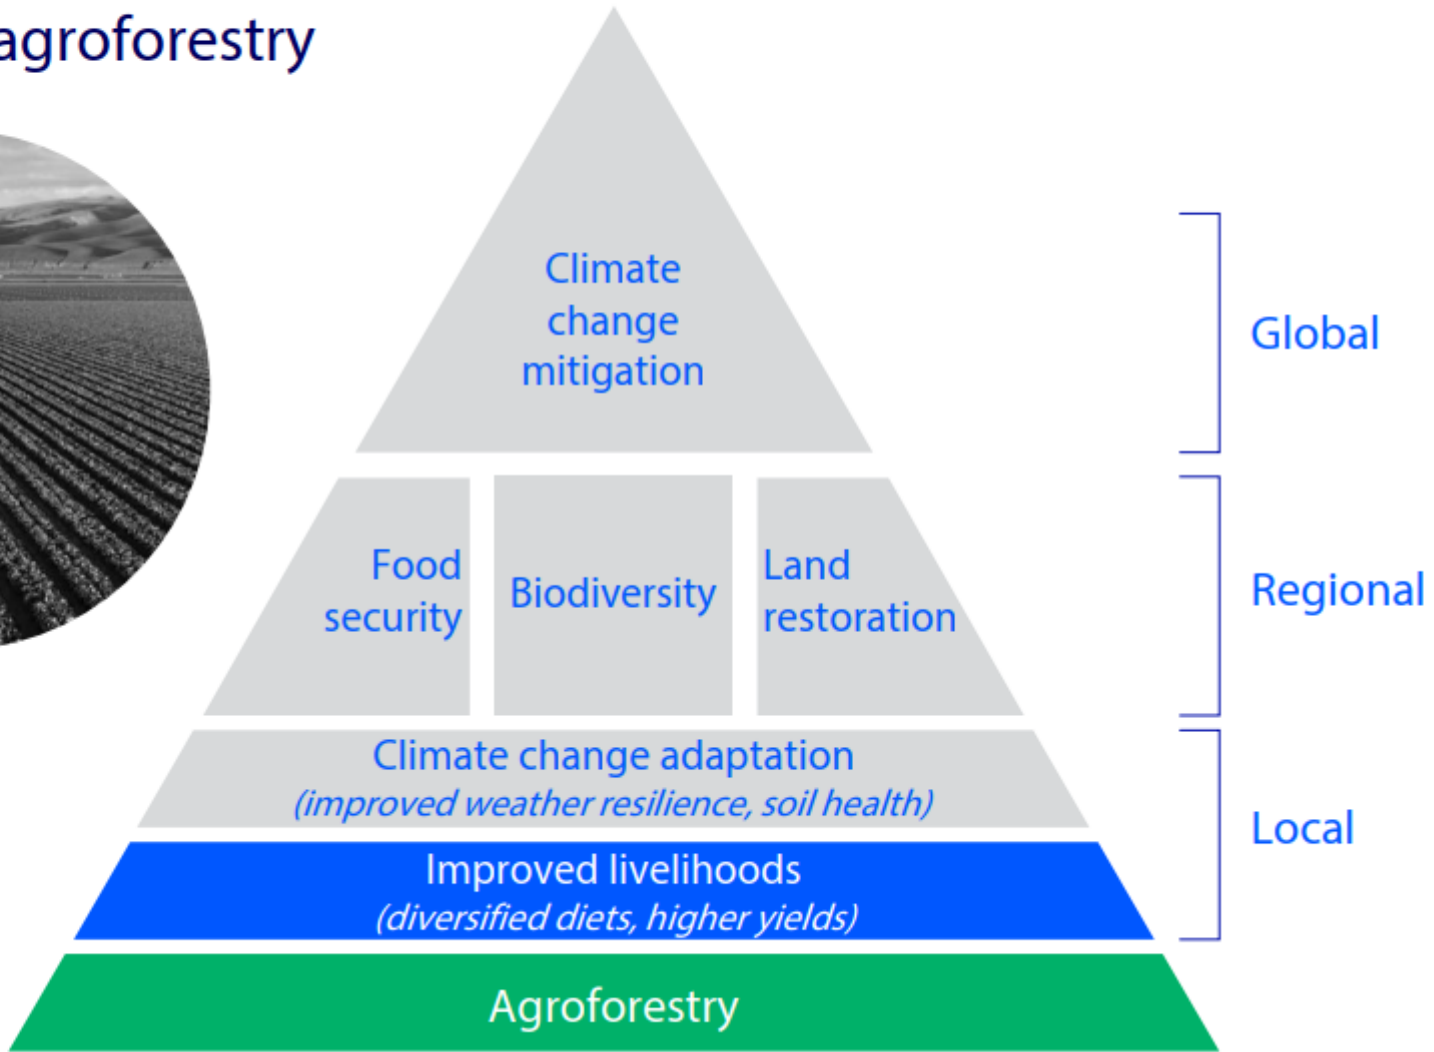 agroforestry
Climate
change
mitigation
Global
Food
security
Biodiversity
Land
restoration
Regional
Climate change adaptation
(improved weather resilience, soil health)
Local
Improved livelihoods
(diversified diets, higher yields)
Agroforestry